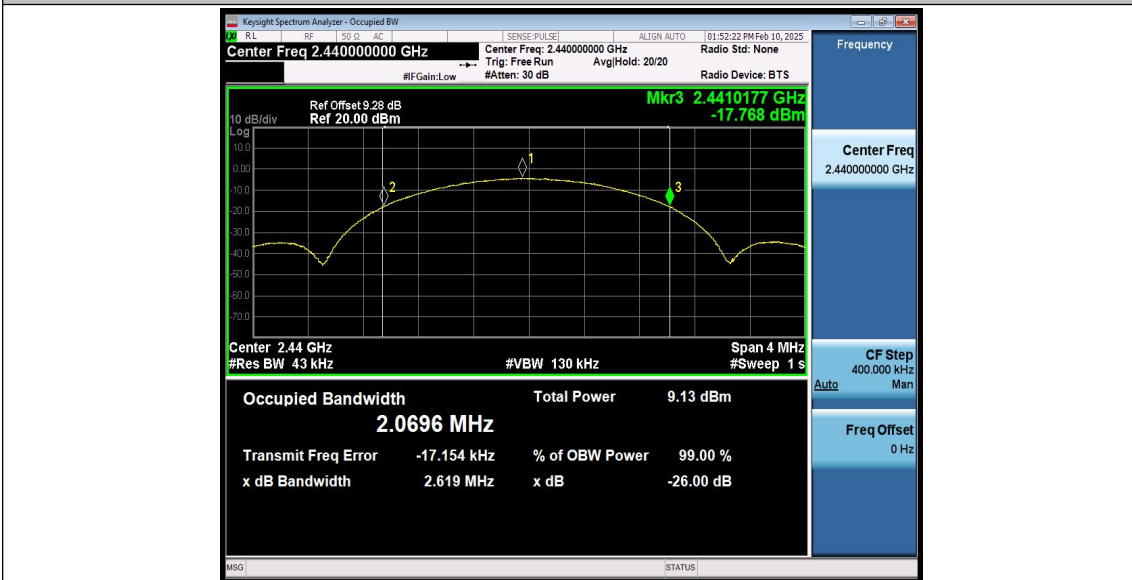 Keysight Spectrum Analyzer - Occupied BW
LXI RL RF 50 Ω AC SENSE:PULSE ALIGN AUTO 01:52:22 PM Feb 10, 2025
Center Freq 2.440000000 GHz Center Freq: 2.440000000 GHz Radio Std: None
Trig: Free Run Avg|Hold: 20/20
#IFGain:Low #Atten: 30 dB Radio Device: BTS
Frequency
Mkr3 2.4410177 GHz
-17.768 dBm
Ref Offset 9.28 dB
10 dB/div Ref 20.00 dBm
Log
10.0
0.00
-10.0
-20.0
-30.0
-40.0
-50.0
-60.0
-70.0
1
2
3
Center 2.44 GHz Span 4 MHz
#Res BW 43 kHz #VBW 130 kHz #Sweep 1 s
Occupied Bandwidth Total Power 9.13 dBm
2.0696 MHz
Transmit Freq Error -17.154 kHz % of OBW Power 99.00 %
x dB Bandwidth 2.619 MHz x dB -26.00 dB
Center Freq
2.440000000 GHz
CF Step
400.000 kHz
Auto Man
Freq Offset
0 Hz
MSG STATUS